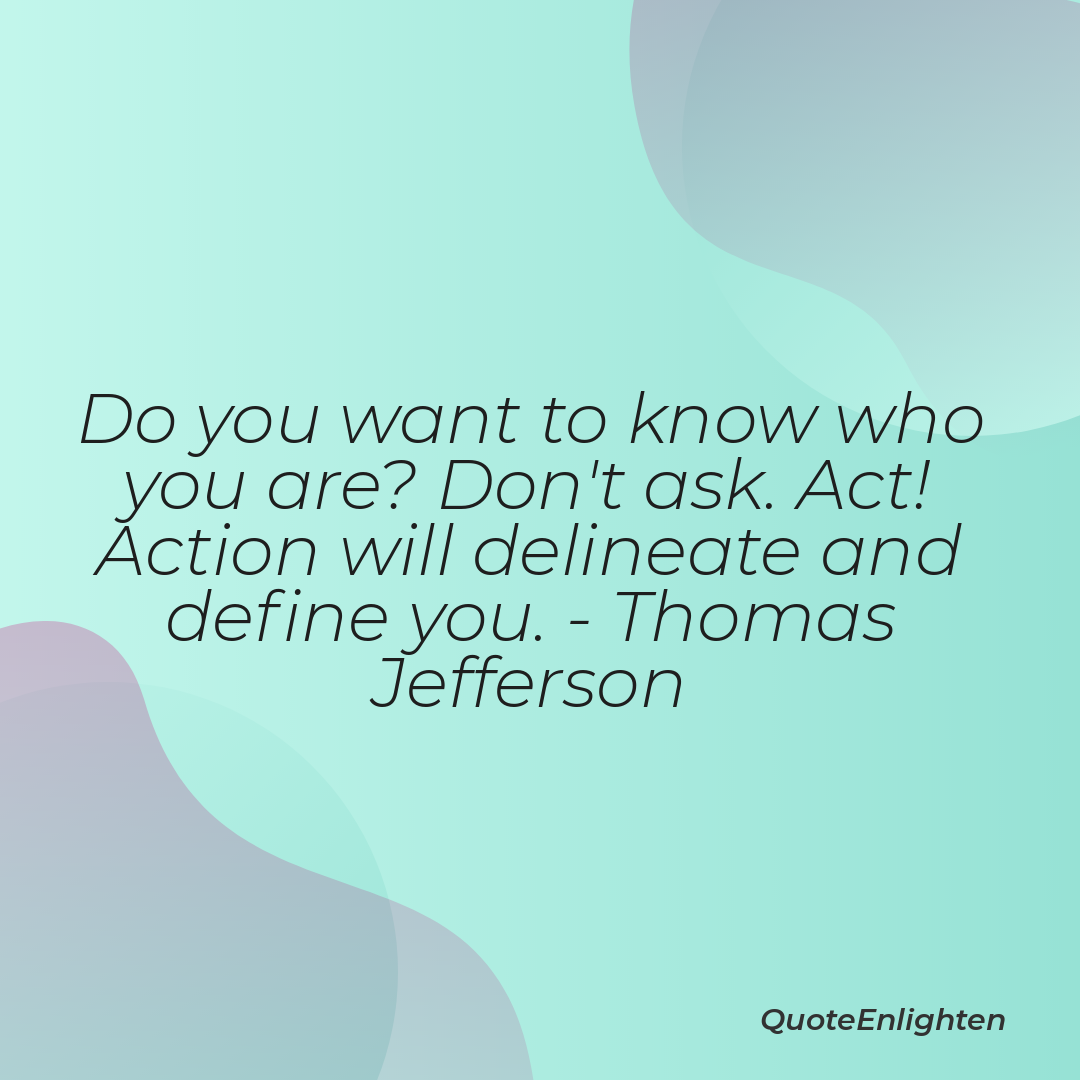 Do you want to know who
you are? Don't ask. Act!
Action will delineate and
define you. - Thomas
Jefferson
QuoteEnlighten